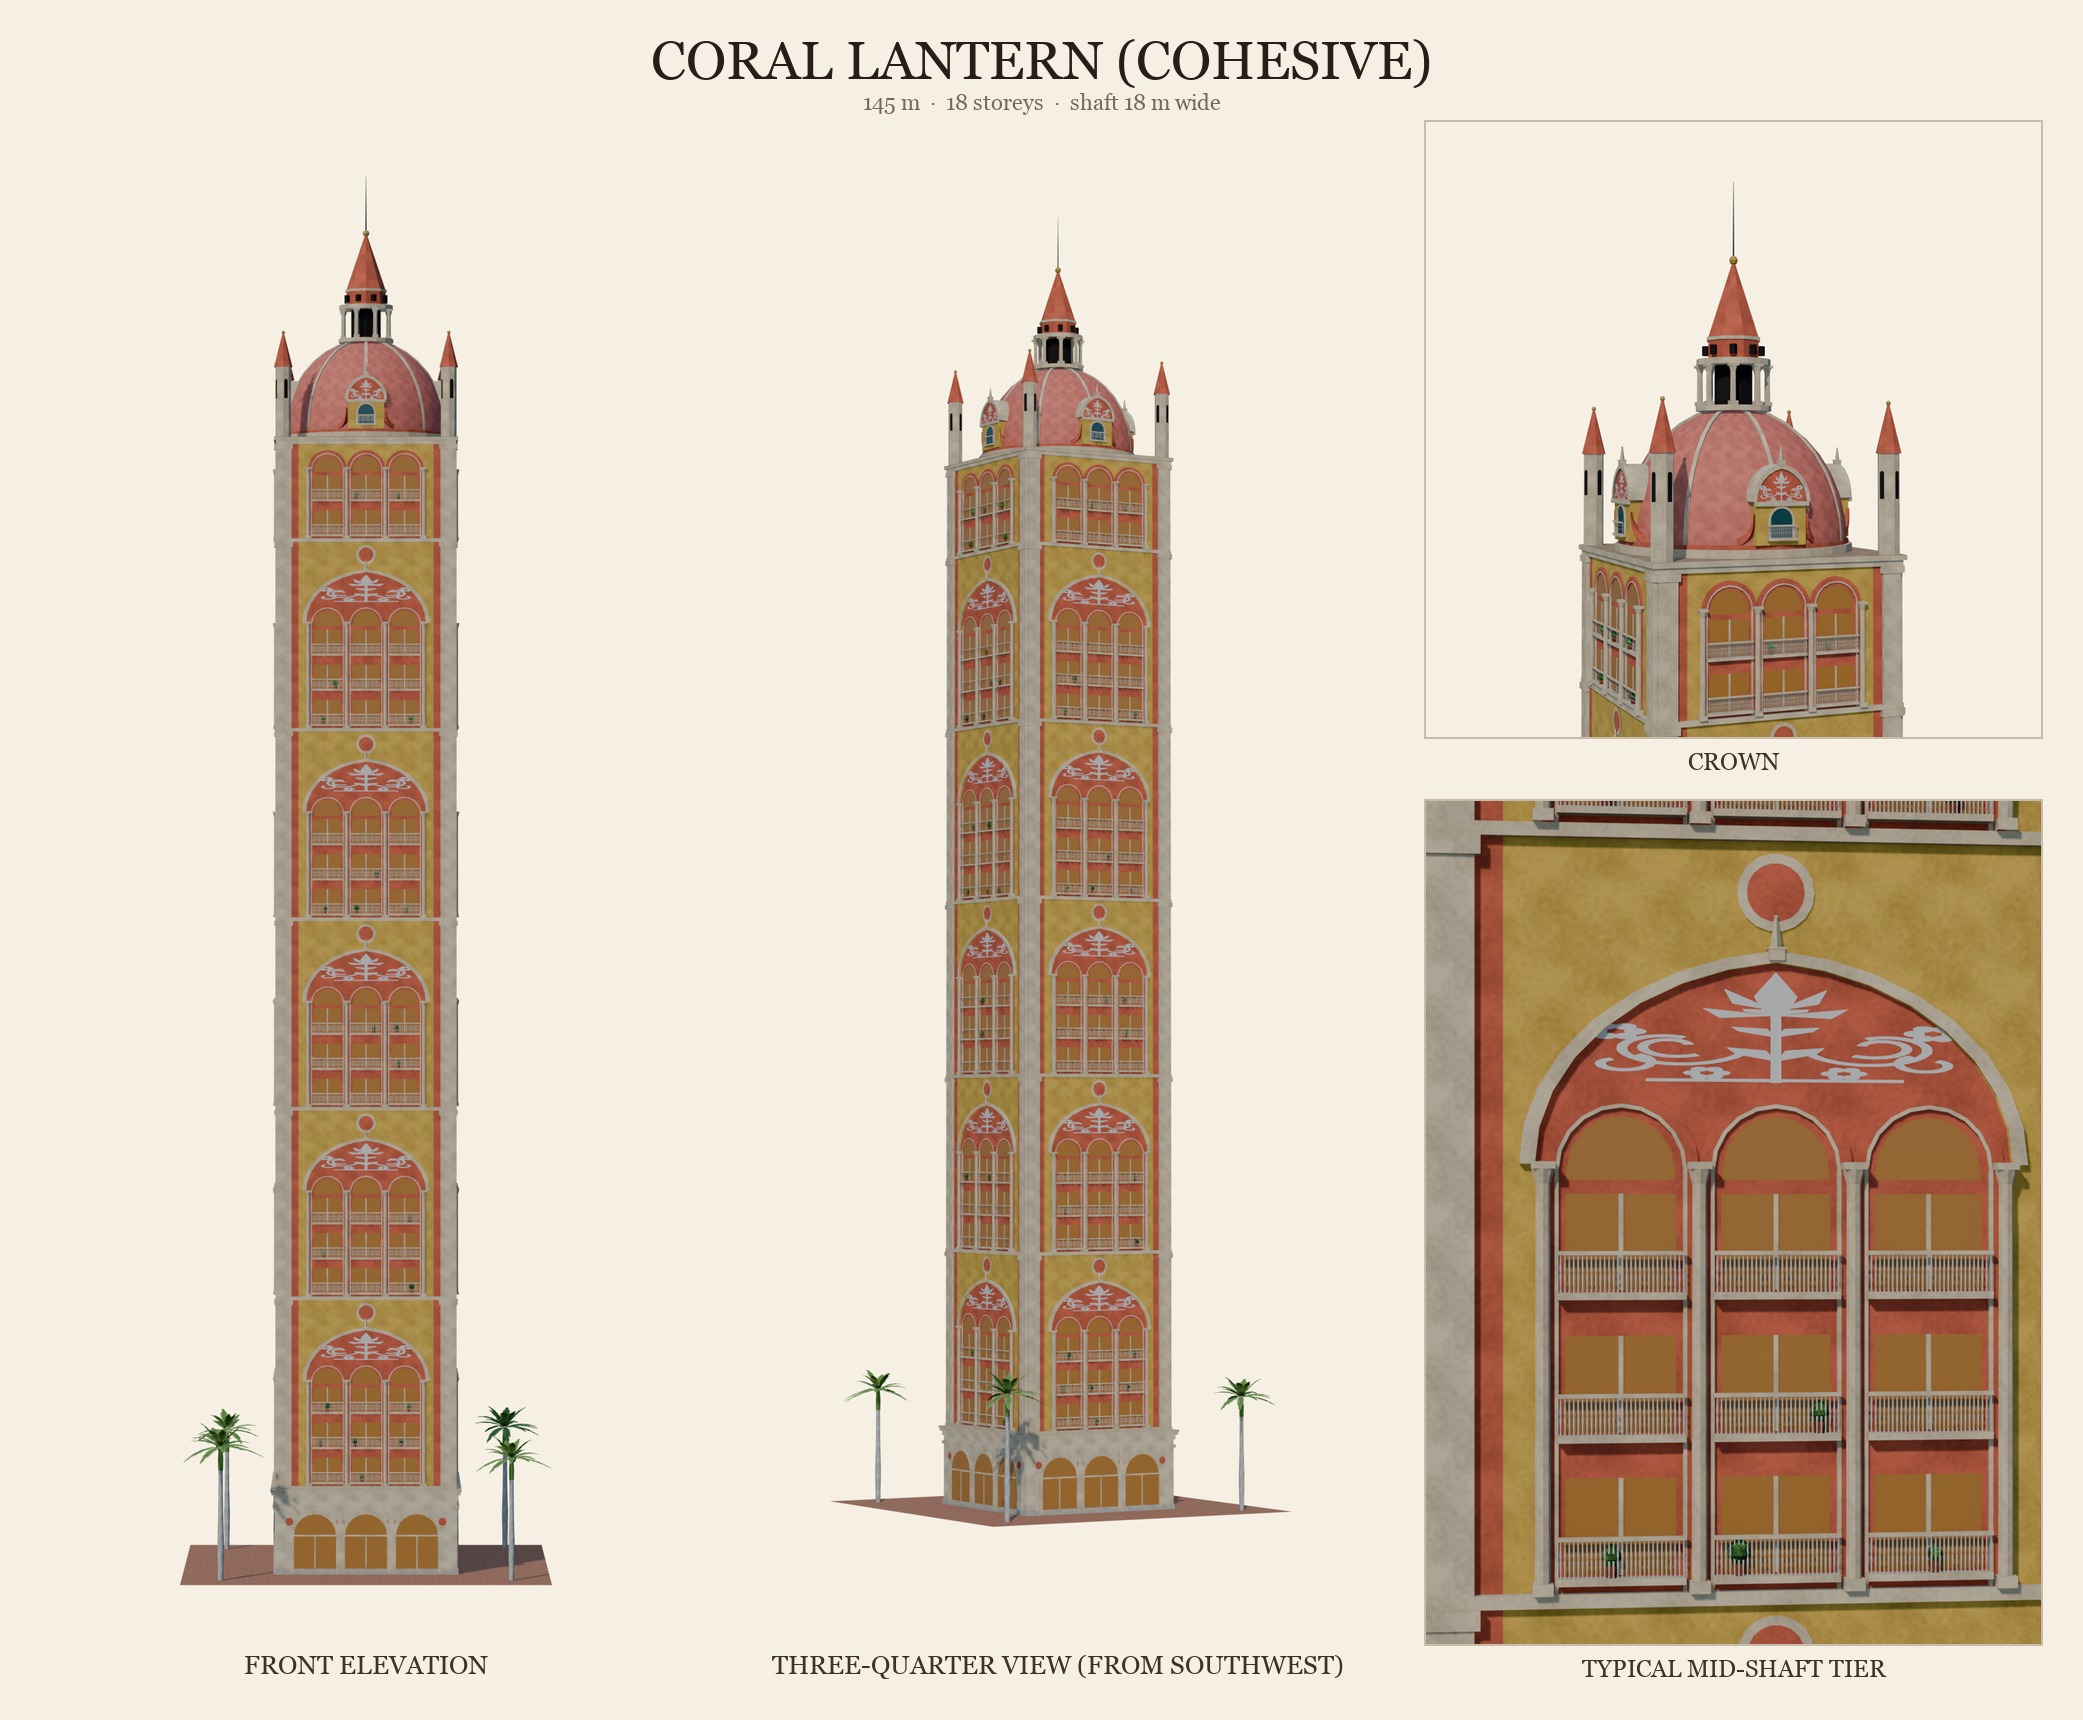 CORAL LANTERN (COHESIVE)
145 m · 18 storeys · shaft 18 m wide
CROWN
FRONT ELEVATION
THREE-QUARTER VIEW (FROM SOUTHWEST)
TYPICAL MID-SHAFT TIER